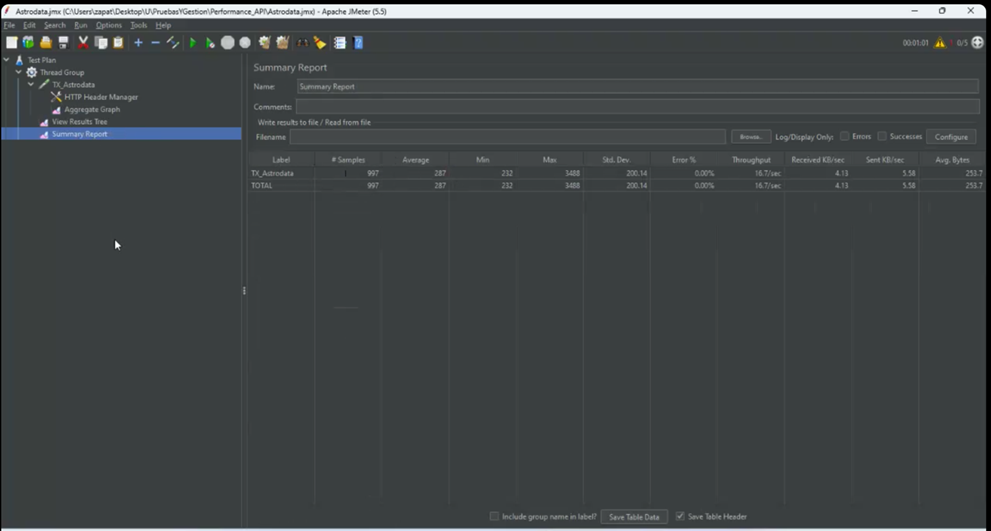 Astrodata.jmx (C:\Users\zapat\Desktop\U\PruebasYGestion\Performance_API\Astrodata.jmx) - Apache JMeter (5.5)
File Edit Search Run Options Tools Help
00:01:01 0/5
Test Plan
Thread Group
TX_Astrodata
HTTP Header Manager
Aggregate Graph
View Results Tree
Summary Report
Summary Report
Name: Summary Report
Comments:
Write results to file / Read from file
Filename Browse... Log/Display Only: Errors Successes Configure
Label # Samples Average Min Max Std. Dev. Error % Throughput Received KB/sec Sent KB/sec Avg. Bytes
TX_Astrodata 997 287 232 3488 200.14 0.00% 16.7/sec 4.13 5.58 253.7
TOTAL 997 287 232 3488 200.14 0.00% 16.7/sec 4.13 5.58 253.7
Include group name in label? Save Table Data Save Table Header